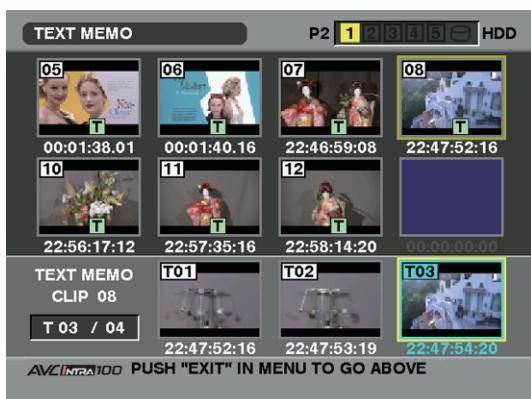 TEXT MEMO
P2 1 2 3 4 5 HDD
05 06 07 08
T T T T
00:01:38.01 00:01:40.16 22:46:59:08 22:47:52:16
10 11 12
T T T
22:56:17:12 22:57:35:16 22:58:14:20 00:00:00:00
TEXT MEMO
CLIP 08
T 03 / 04
T01 T02 T03
22:47:52:16 22:47:53:19 22:47:54:20
AVC INTRA 100 PUSH "EXIT" IN MENU TO GO ABOVE